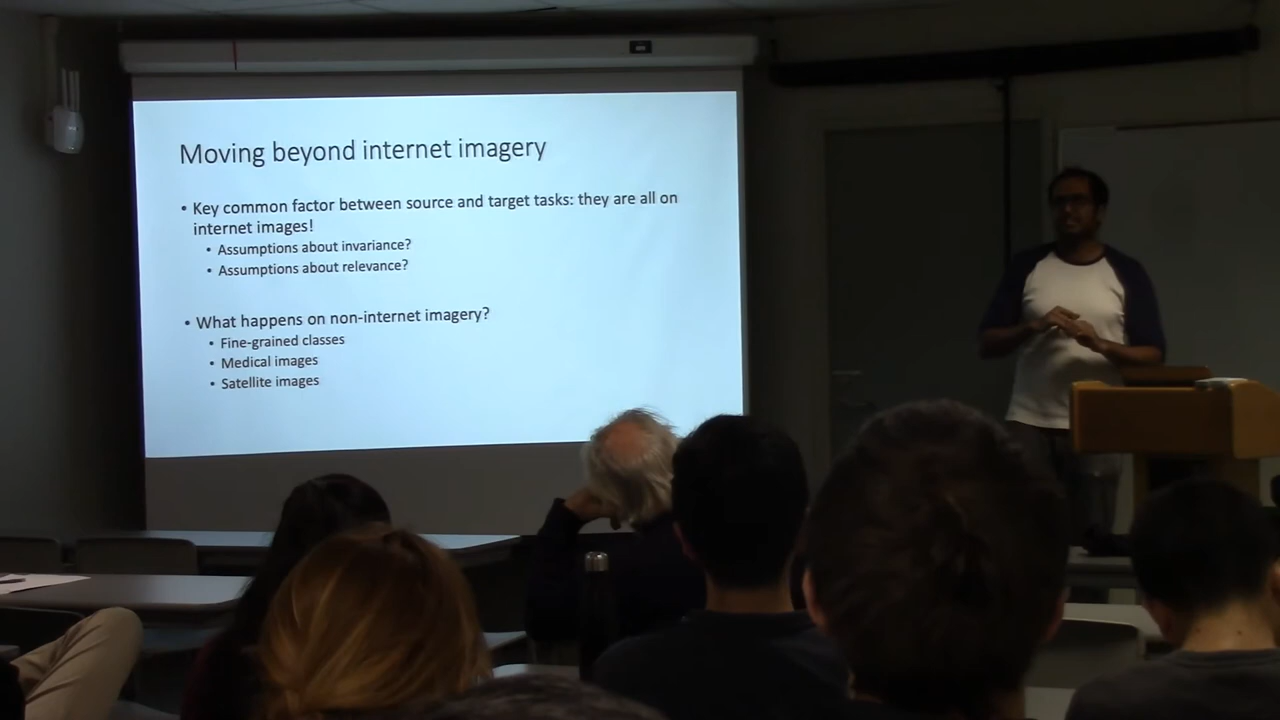 Moving beyond internet imagery
• Key common factor between source and target tasks: they are all on
internet images!
• Assumptions about invariance?
• Assumptions about relevance?
• What happens on non-internet imagery?
• Fine-grained classes
• Medical images
• Satellite images